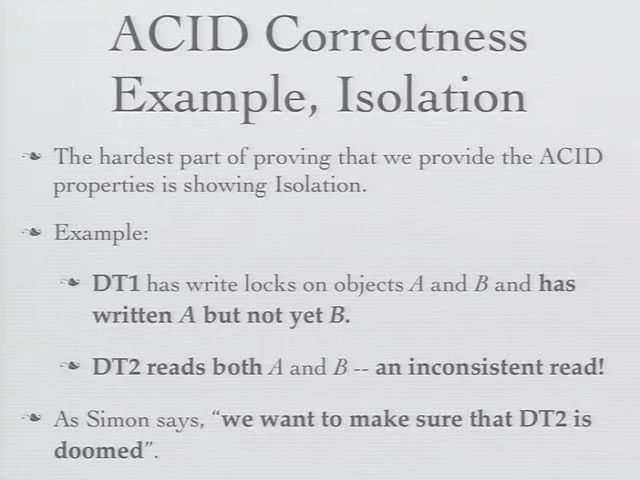 ACID Correctness
Example, Isolation
The hardest part of proving that we provide the ACID
properties is showing Isolation.
Example:
DT1 has write locks on objects A and B and has
written A but not yet B.
DT2 reads both A and B -- an inconsistent read!
As Simon says, “we want to make sure that DT2 is
doomed”.